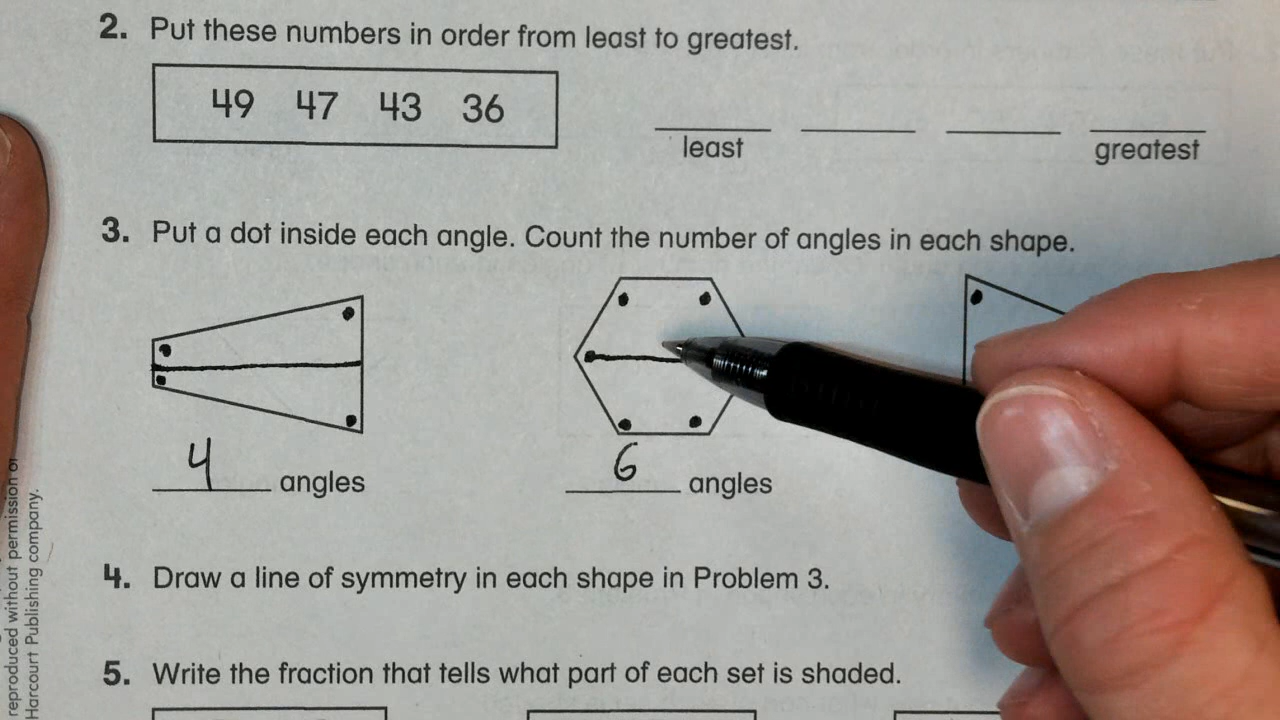 2. Put these numbers in order from least to greatest.
49 47 43 36
least greatest
3. Put a dot inside each angle. Count the number of angles in each shape.
4 angles 6 angles
4. Draw a line of symmetry in each shape in Problem 3.
5. Write the fraction that tells what part of each set is shaded.
reproduced without permission of
Harcourt Publishing company.